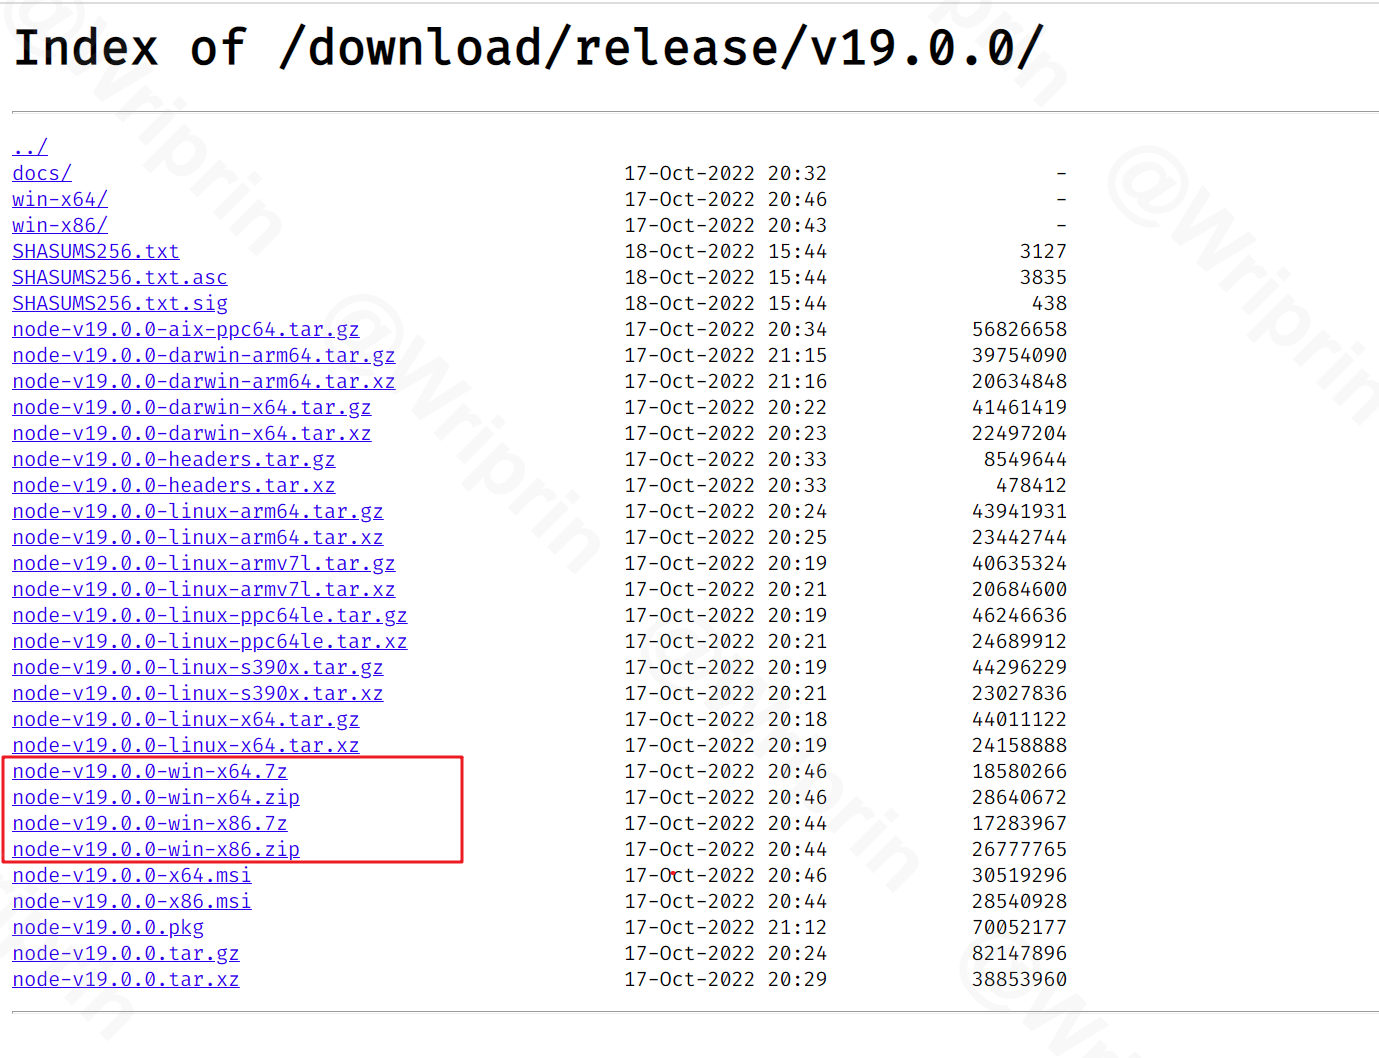 Index of /download/release/v19.0.0/
../
docs/ 17-Oct-2022 20:32 -
win-x64/ 17-Oct-2022 20:46 -
win-x86/ 17-Oct-2022 20:43 -
SHASUMS256.txt 18-Oct-2022 15:44 3127
SHASUMS256.txt.asc 18-Oct-2022 15:44 3835
SHASUMS256.txt.sig 18-Oct-2022 15:44 438
node-v19.0.0-aix-ppc64.tar.gz 17-Oct-2022 20:34 56826658
node-v19.0.0-darwin-arm64.tar.gz 17-Oct-2022 21:15 39754090
node-v19.0.0-darwin-arm64.tar.xz 17-Oct-2022 21:16 20634848
node-v19.0.0-darwin-x64.tar.gz 17-Oct-2022 20:22 41461419
node-v19.0.0-darwin-x64.tar.xz 17-Oct-2022 20:23 22497204
node-v19.0.0-headers.tar.gz 17-Oct-2022 20:33 8549644
node-v19.0.0-headers.tar.xz 17-Oct-2022 20:33 478412
node-v19.0.0-linux-arm64.tar.gz 17-Oct-2022 20:24 43941931
node-v19.0.0-linux-arm64.tar.xz 17-Oct-2022 20:25 23442744
node-v19.0.0-linux-armv7l.tar.gz 17-Oct-2022 20:19 40635324
node-v19.0.0-linux-armv7l.tar.xz 17-Oct-2022 20:21 20684600
node-v19.0.0-linux-ppc64le.tar.gz 17-Oct-2022 20:19 46246636
node-v19.0.0-linux-ppc64le.tar.xz 17-Oct-2022 20:21 24689912
node-v19.0.0-linux-s390x.tar.gz 17-Oct-2022 20:19 44296229
node-v19.0.0-linux-s390x.tar.xz 17-Oct-2022 20:21 23027836
node-v19.0.0-linux-x64.tar.gz 17-Oct-2022 20:18 44011122
node-v19.0.0-linux-x64.tar.xz 17-Oct-2022 20:19 24158888
node-v19.0.0-win-x64.7z 17-Oct-2022 20:46 18580266
node-v19.0.0-win-x64.zip 17-Oct-2022 20:46 28640672
node-v19.0.0-win-x86.7z 17-Oct-2022 20:44 17283967
node-v19.0.0-win-x86.zip 17-Oct-2022 20:44 26777765
node-v19.0.0-x64.msi 17-Oct-2022 20:46 30519296
node-v19.0.0-x86.msi 17-Oct-2022 20:44 28540928
node-v19.0.0.pkg 17-Oct-2022 21:12 70052177
node-v19.0.0.tar.gz 17-Oct-2022 20:24 82147896
node-v19.0.0.tar.xz 17-Oct-2022 20:29 38853960
@Wriprin
@Wriprin
@Wriprin
@Wriprin